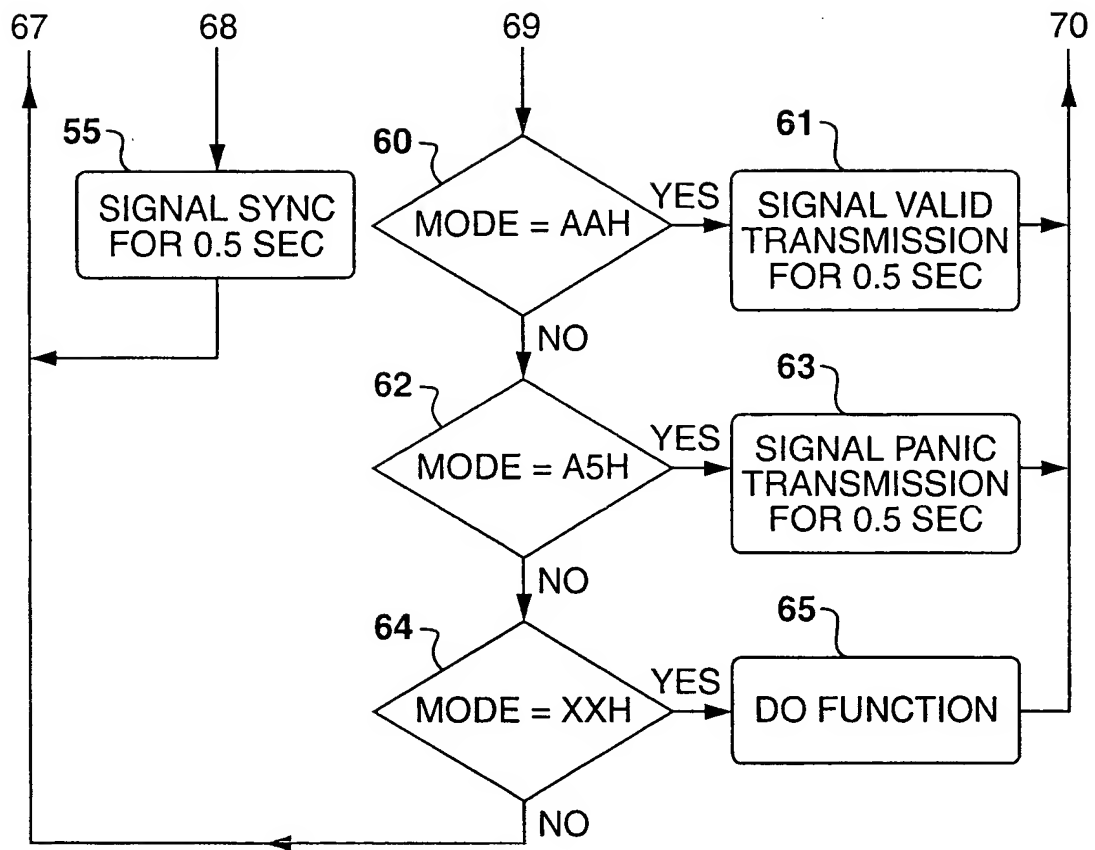 67
68
69
70
55
SIGNAL SYNC
FOR 0.5 SEC
60
MODE = AAH
YES
61
SIGNAL VALID
TRANSMISSION
FOR 0.5 SEC
NO
62
MODE = A5H
YES
63
SIGNAL PANIC
TRANSMISSION
FOR 0.5 SEC
NO
64
MODE = XXH
YES
65
DO FUNCTION
NO